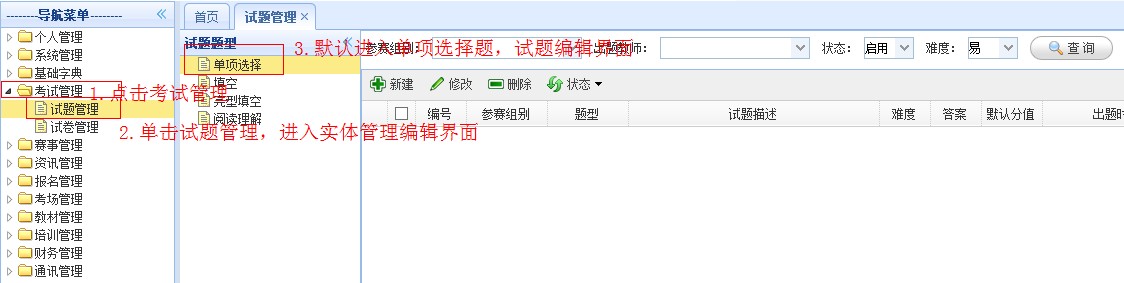 --------导航菜单--------
个人管理
系统管理
基础字典
考试管理
试题管理
试卷管理
赛事管理
资讯管理
报名管理
考场管理
教材管理
培训管理
财务管理
通讯管理
首页 试题管理
试题题型
单项选择
填空
完型填空
阅读理解
1.点击考试管理
2.单击试题管理，进入实体管理编辑界面
3.默认进入单项选择题，试题编辑界面
参赛组别： 出题教师： 状态： 启用 难度： 易 查 询
新建 修改 删除 状态
编号 参赛组别 题型 试题描述 难度 答案 默认分值 出题时